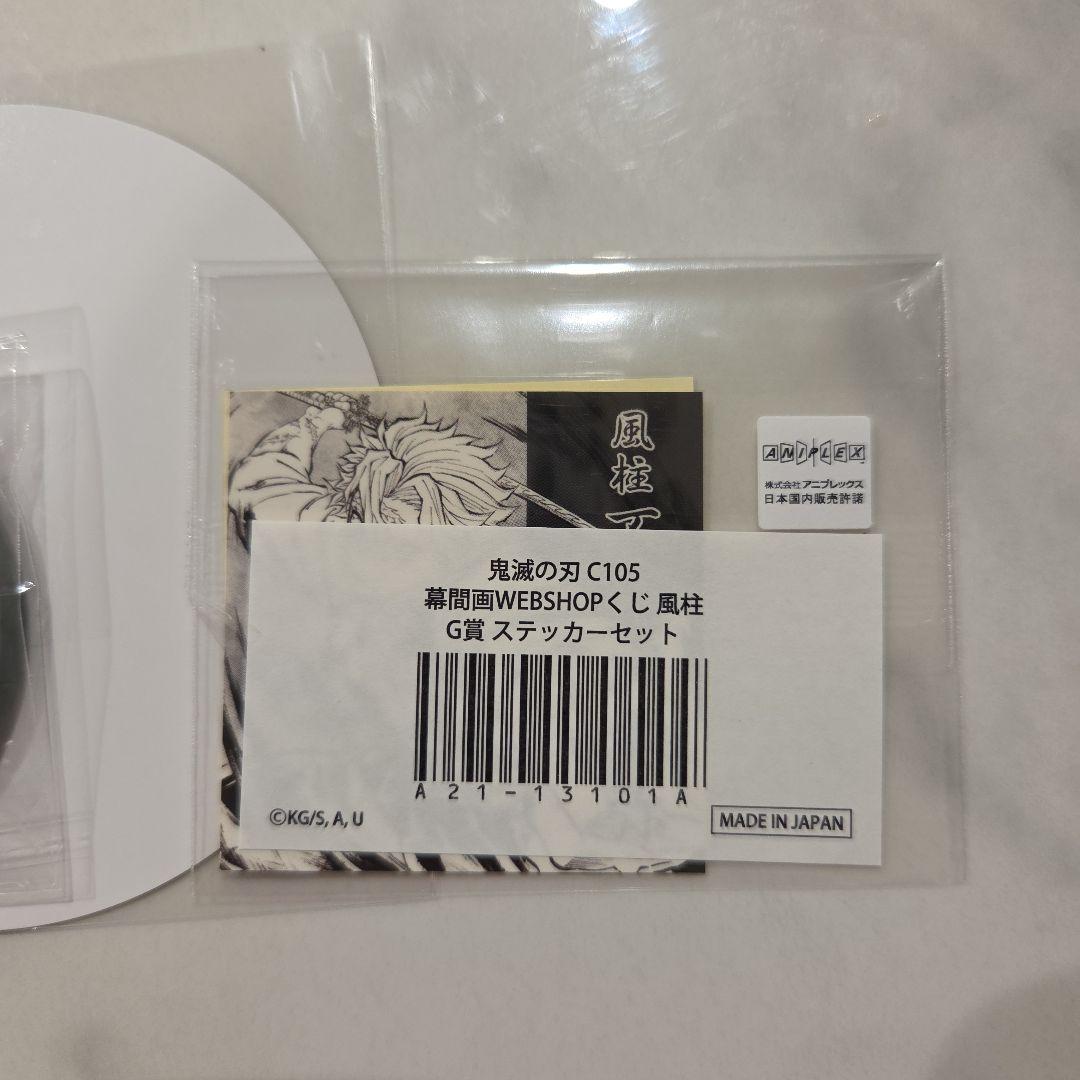 風柱
ANIPLEX
株式会社 アニプレックス
日本国内販売許諾
鬼滅の刃 C105
幕間画WEBSHOPくじ 風柱
G賞 ステッカーセット
A21-13101A
©KG/S, A, U
MADE IN JAPAN